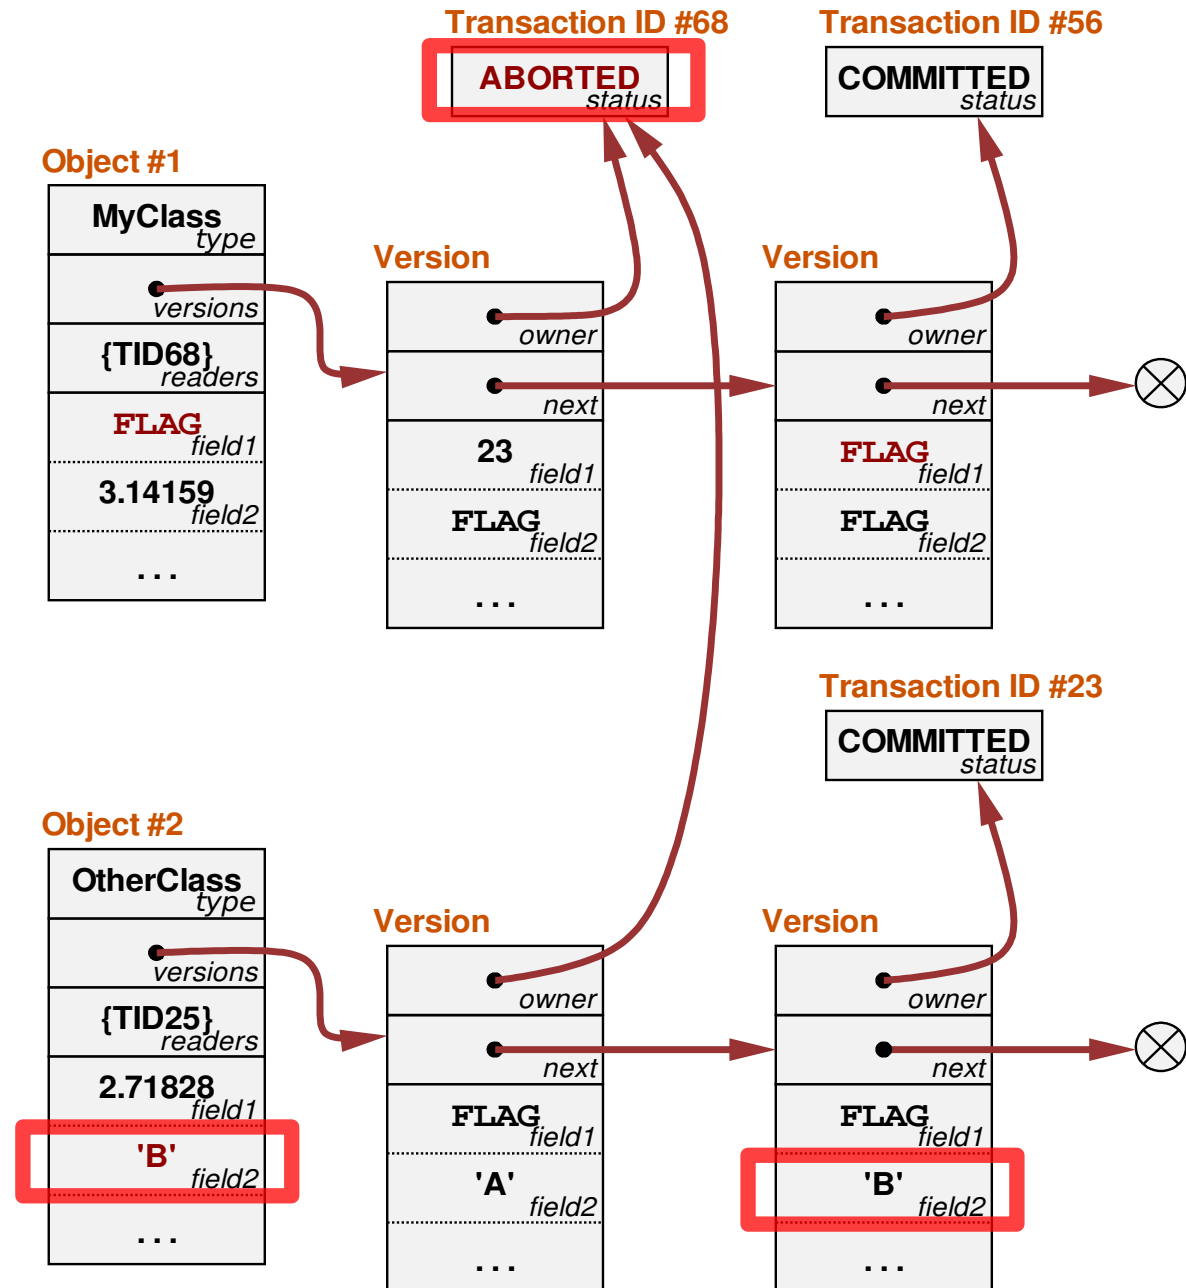 Transaction ID #68
ABORTED
status
Transaction ID #56
COMMITTED
status
Object #1
MyClass
type
versions
{TID68}
readers
FLAG
field1
3.14159
field2
...
Version
owner
next
23
field1
FLAG
field2
...
Version
owner
next
FLAG
field1
FLAG
field2
...
Transaction ID #23
COMMITTED
status
Object #2
OtherClass
type
versions
{TID25}
readers
2.71828
field1
'B'
field2
...
Version
owner
next
FLAG
field1
'A'
field2
...
Version
owner
next
FLAG
field1
'B'
field2
...